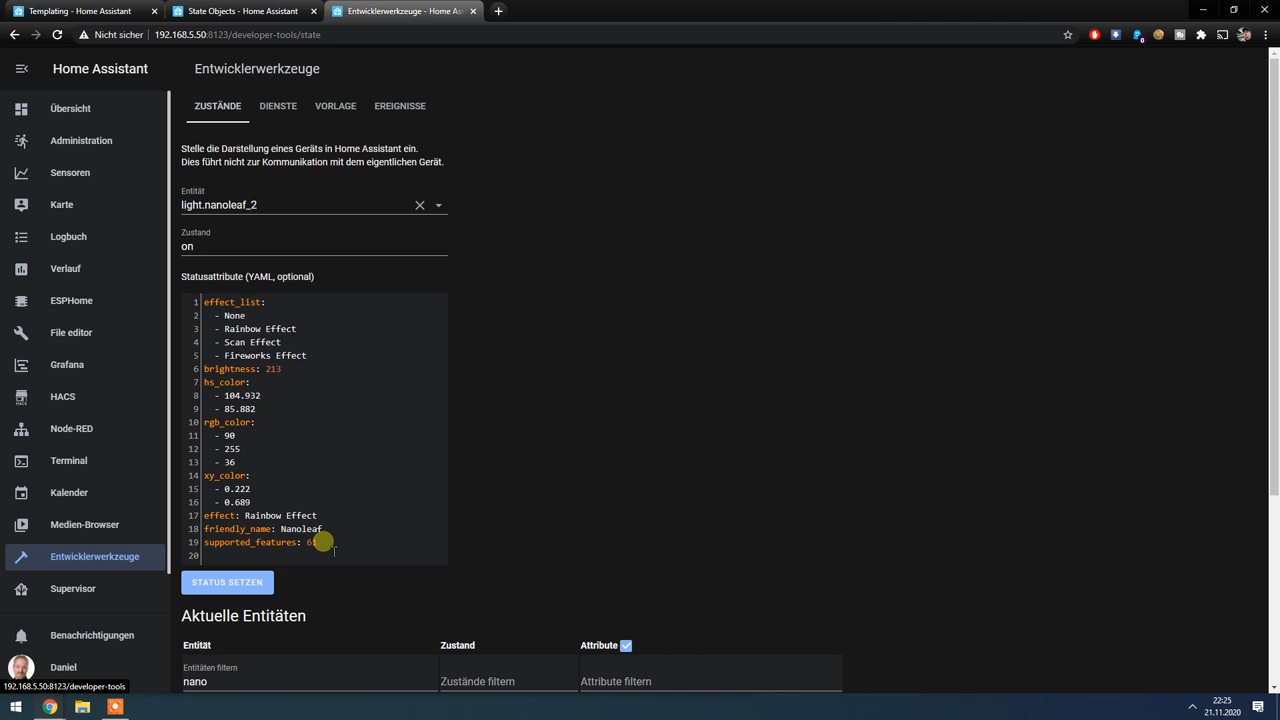 Templating - Home Assistant
State Objects - Home Assistant
Entwicklerwerkzeuge - Home Ass
Nicht sicher
192.168.5.50:8123/developer-tools/state
0
Home Assistant
Übersicht
Administration
Sensoren
Karte
Logbuch
Verlauf
ESPHome
File editor
Grafana
HACS
Node-RED
Terminal
Kalender
Medien-Browser
Entwicklerwerkzeuge
Supervisor
Benachrichtigungen
Daniel
192.168.5.50:8123/developer-tools
Entwicklerwerkzeuge
ZUSTÄNDE DIENSTE VORLAGE EREIGNISSE
Stelle die Darstellung eines Geräts in Home Assistant ein.
Dies führt nicht zur Kommunikation mit dem eigentlichen Gerät.
Entität
light.nanoleaf_2
Zustand
on
Statusattribute (YAML, optional)
1 effect_list:
2 - None
3 - Rainbow Effect
4 - Scan Effect
5 - Fireworks Effect
6 brightness: 213
7 hs_color:
8 - 104.932
9 - 85.882
10 rgb_color:
11 - 90
12 - 255
13 - 36
14 xy_color:
15 - 0.222
16 - 0.689
17 effect: Rainbow Effect
18 friendly_name: Nanoleaf
19 supported_features: 61
20
STATUS SETZEN
Aktuelle Entitäten
Entität Zustand Attribute
Entitäten filtern
nano Zustände filtern Attribute filtern
22:25
21.11.2020